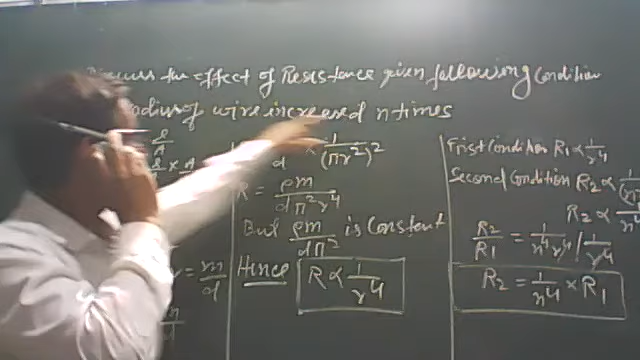 Discuss the effect of Resistence given following Condition
Radius of wire increased n times
ρ l/A
l/A × A
= m/d
R = ρm/dπ²r⁴
But ρm/dπ² is Constant
Hence R ∝ 1/r⁴
1/(πr²)²
Frist Condition R₁ ∝ 1/r⁴
Second Condition R₂ ∝
R₂ ∝
R₂/R₁ = 1/n⁴r⁴ / 1/r⁴
R₂ = 1/n⁴ × R₁